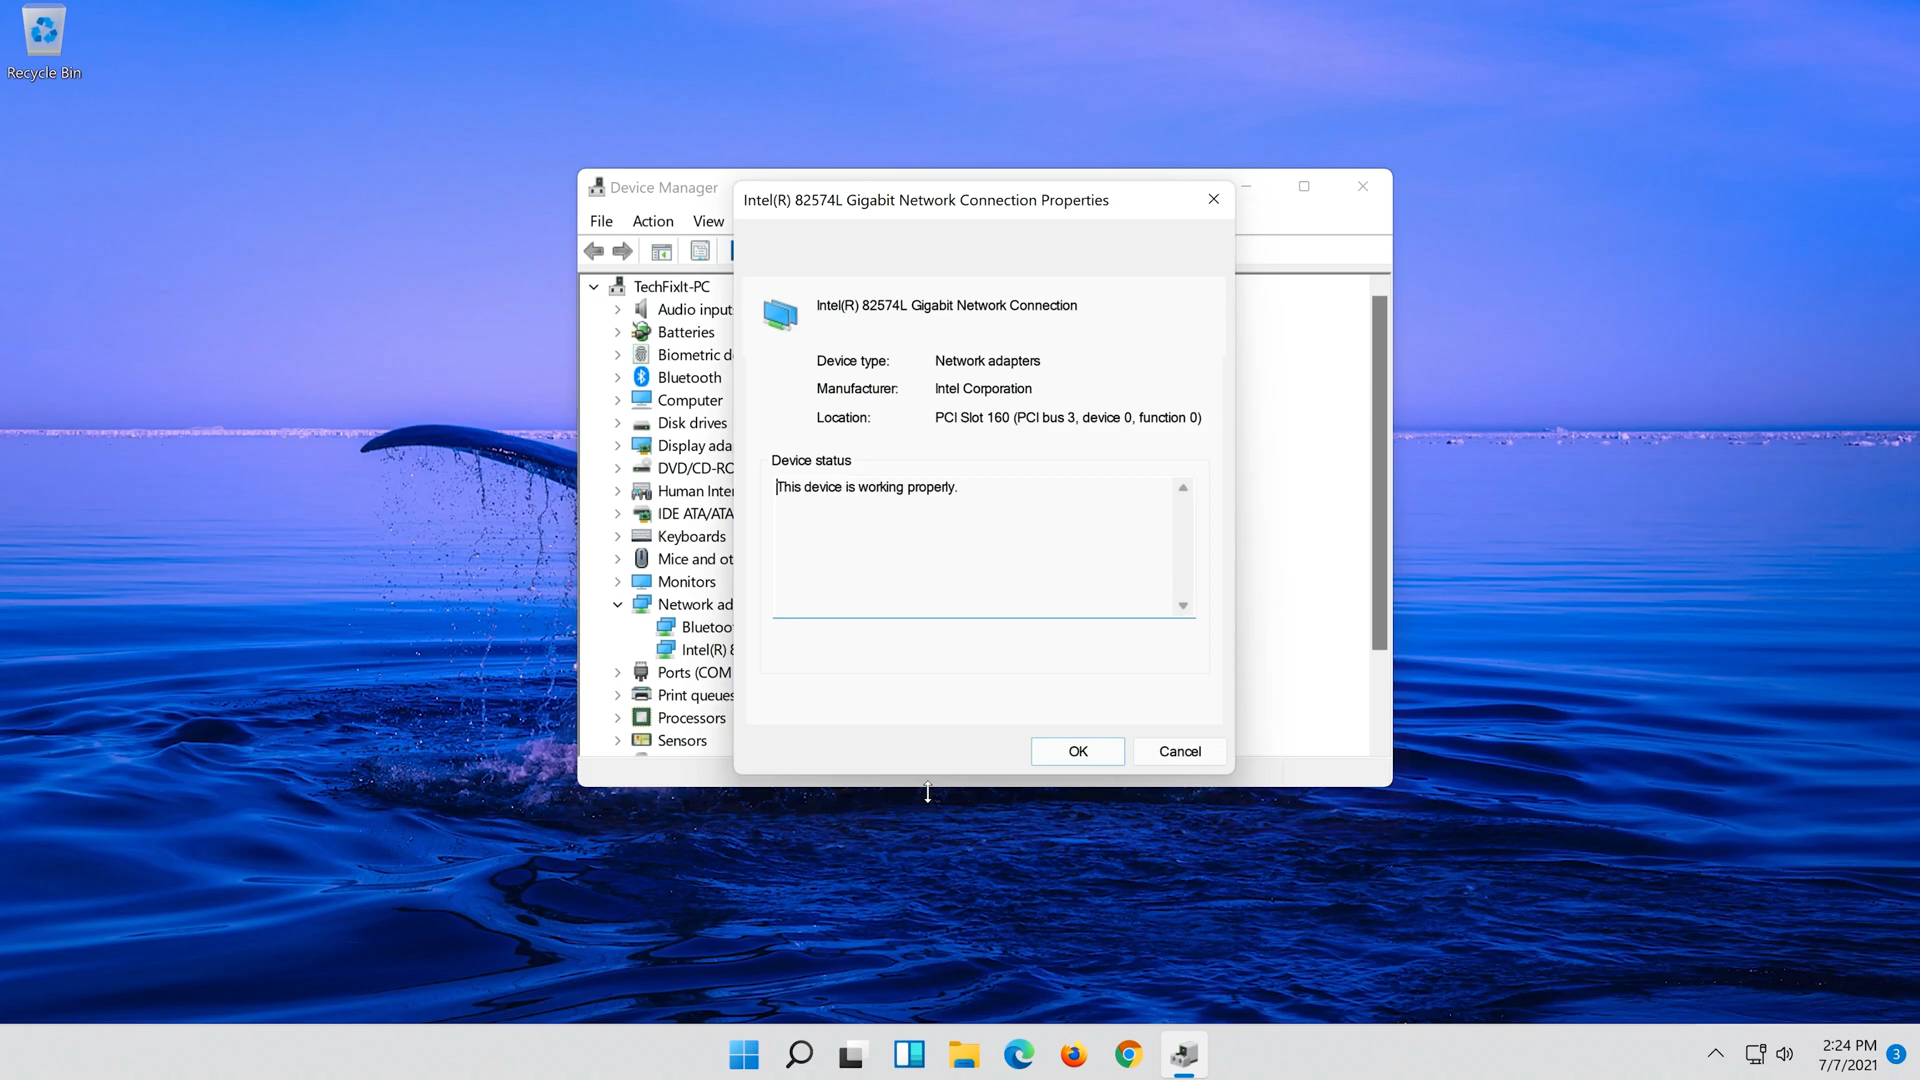 Recycle Bin
Device Manager
Intel(R) 82574L Gigabit Network Connection Properties
File Action View
TechFixIt-PC
Audio input
Batteries
Biometric d
Bluetooth
Computer
Disk drives
Display ada
DVD/CD-RO
Human Inter
IDE ATA/ATA
Keyboards
Mice and ot
Monitors
Network ad
Bluetoo
Intel(R) 8
Ports (COM
Print queues
Processors
Sensors
Intel(R) 82574L Gigabit Network Connection
Device type: Network adapters
Manufacturer: Intel Corporation
Location: PCI Slot 160 (PCI bus 3, device 0, function 0)
Device status
This device is working properly.
OK Cancel
2:24 PM
7/7/2021
3